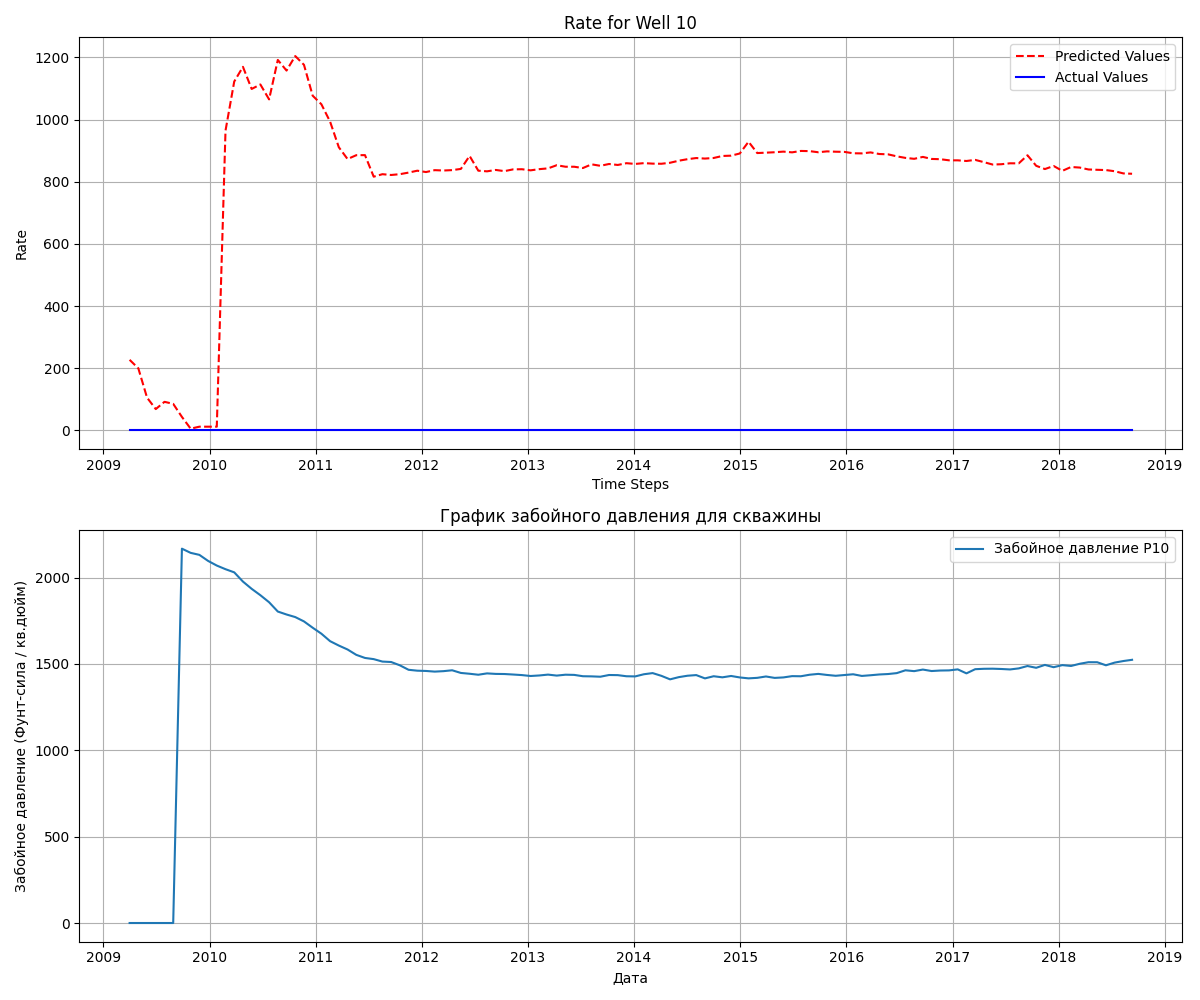 Rate for Well 10
Predicted Values
Actual Values
Rate
1200
1000
800
600
400
200
0
2009 2010 2011 2012 2013 2014 2015 2016 2017 2018 2019
Time Steps
График забойного давления для скважины
Забойное давление P10
Забойное давление (Фунт-сила / кв.дюйм)
2000
1500
1000
500
0
2009 2010 2011 2012 2013 2014 2015 2016 2017 2018 2019
Дата